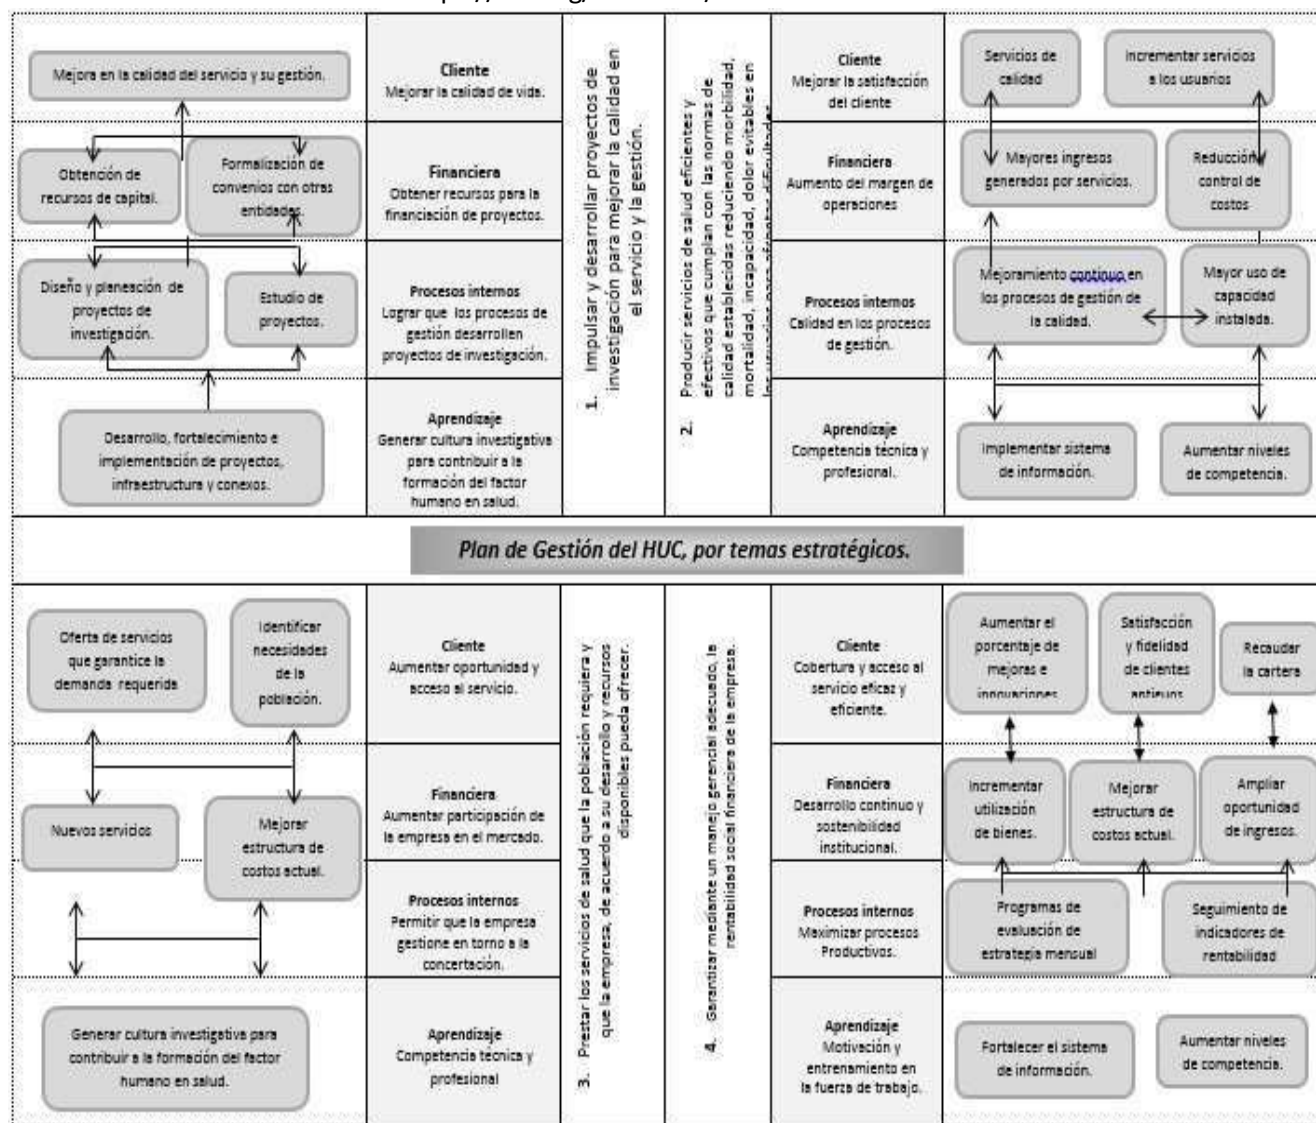 Mejora en la calidad del servicio y su gestión.
Obtención de
recursos de capital.
Formalización de
convenios con otras
entidades.
Diseño y planeación de
proyectos de
investigación.
Estudio de
proyectos.
Desarrollo, fortalecimiento e
implementación de proyectos,
infraestructura y conexos.
Cliente
Mejorar la calidad de vida.
Financiera
Obtener recursos para la
financiación de proyectos.
Procesos internos
Lograr que los procesos de
gestión desarrollen
proyectos de investigación.
Aprendizaje
Generar cultura investigativa
para contribuir a la
formación del factor
humano en salud.
1. Impulsar y desarrollar proyectos de
investigación para mejorar la calidad en
el servicio y la gestión.
2. Producir servicios de salud eficientes y
efectivos que cumplan con las normas de
calidad establecidas reduciendo morbilidad,
mortalidad, incapacidad, dolor evitables en
Cliente
Mejorar la satisfacción
del cliente
Financiera
Aumento del margen de
operaciones
Procesos internos
Calidad en los procesos
de gestión.
Aprendizaje
Competencia técnica y
profesional.
Servicios de
calidad
Incrementar servicios
a los usuarios
Mayores ingresos
generados por servicios.
Reducción
control de
costos
Mejoramiento continuo en
los procesos de gestión de
la calidad.
Mayor uso de
capacidad
instalada.
Implementar sistema
de información.
Aumentar niveles
de competencia.
Plan de Gestión del HUC, por temas estratégicos.
Oferta de servicios
que garantice la
demanda requerida
Identificar
necesidades
de la
población.
Nuevos servicios
Mejorar
estructura de
costos actual.
Generar cultura investigativa para
contribuir a la formación del factor
humano en salud.
Cliente
Aumentar oportunidad y
acceso al servicio.
Financiera
Aumentar participación de
la empresa en el mercado.
Procesos internos
Permitir que la empresa
gestione en torno a la
concertación.
Aprendizaje
Competencia técnica y
profesional
3. Prestar los servicios de salud que la población requiera y
que la empresa, de acuerdo a su desarrollo y recursos
disponibles pueda ofrecer.
4. Garantizar mediante un manejo gerencial adecuado, la
rentabilidad social financiera de la empresa.
Cliente
Cobertura y acceso al
servicio eficaz y
eficiente.
Financiera
Desarrollo continuo y
sostenibilidad
institucional.
Procesos internos
Maximizar procesos
Productivos.
Aprendizaje
Motivación y
entrenamiento en
la fuerza de trabajo.
Aumentar el
porcentaje de
mejoras e
innovaciones
Satisfacción
y fidelidad
de clientes
antiguos
Recaudar
la cartera
Incrementar
utilización
de bienes.
Mejorar
estructura de
costos actual.
Ampliar
oportunidad
de ingresos.
Programas de
evaluación de
estrategia mensual
Seguimiento de
indicadores de
rentabilidad
Fortalecer el sistema
de información.
Aumentar niveles
de competencia.